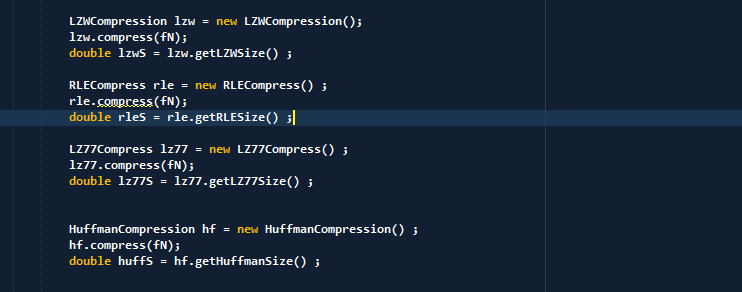 LZWCompression lzw = new LZWCompression();
lzw.compress(fN);
double lzwS = lzw.getLZWSize() ;
RLECompress rle = new RLECompress() ;
rle.compress(fN);
double rleS = rle.getRLESize() ;
LZ77Compress lz77 = new LZ77Compress() ;
lz77.compress(fN);
double lz77S = lz77.getLZ77Size() ;
HuffmanCompression hf = new HuffmanCompression() ;
hf.compress(fN);
double huffS = hf.getHuffmanSize() ;